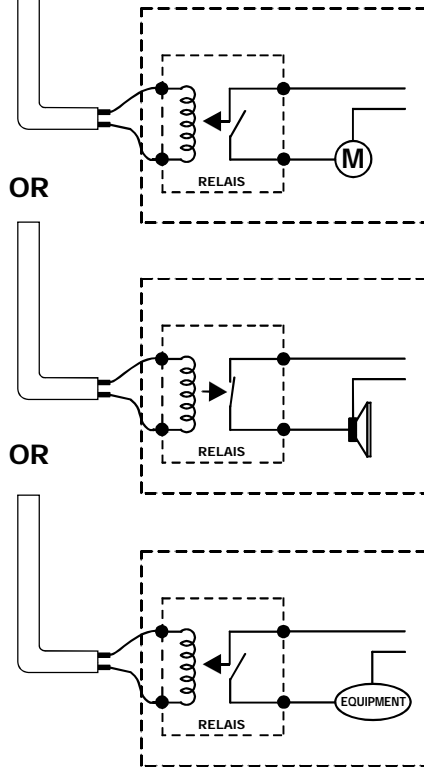 RELAIS
M
OR
RELAIS
OR
RELAIS
EQUIPMENT